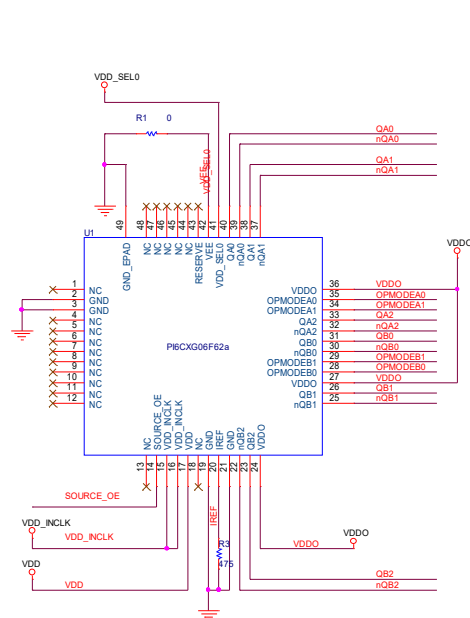 VDD_SEL0
R1 0
QA0
nQA0
QA1
nQA1
VEE
VDD_SEL0
49 48 47 46 45 44 43 42 41 40 39 38 37
U1
GND_EPAD
NC
NC
NC
NC
NC
RESERVE
VEE
VDD_SEL0
QA0
nQA0
QA1
nQA1
VDDO
1 NC
2 GND
3 GND
4 NC
5 NC
6 NC
7 NC
8 NC
9 NC
10 NC
11 NC
12 NC
PI6CXG06F62a
VDDO 36 VDDO
OPMODEA0 35 OPMODEA0
OPMODEA1 34 OPMODEA1
QA2 33 QA2
nQA2 32 nQA2
QB0 31 QB0
nQB0 30 nQB0
OPMODEB1 29 OPMODEB1
OPMODEB0 28 OPMODEB0
VDDO 27 VDDO
QB1 26 QB1
nQB1 25 nQB1
NC
SOURCE_OE
VDD_INCLK
VDD_INCLK
VDD
NC
GND
IREF
GND
nQB2
QB2
VDDO
13 14 15 16 17 18 19 20 21 22 23 24
SOURCE_OE
VDD_INCLK
VDD_INCLK
VDD
VDD
IREF
R3
475
VDDO
VDDO
QB2
nQB2